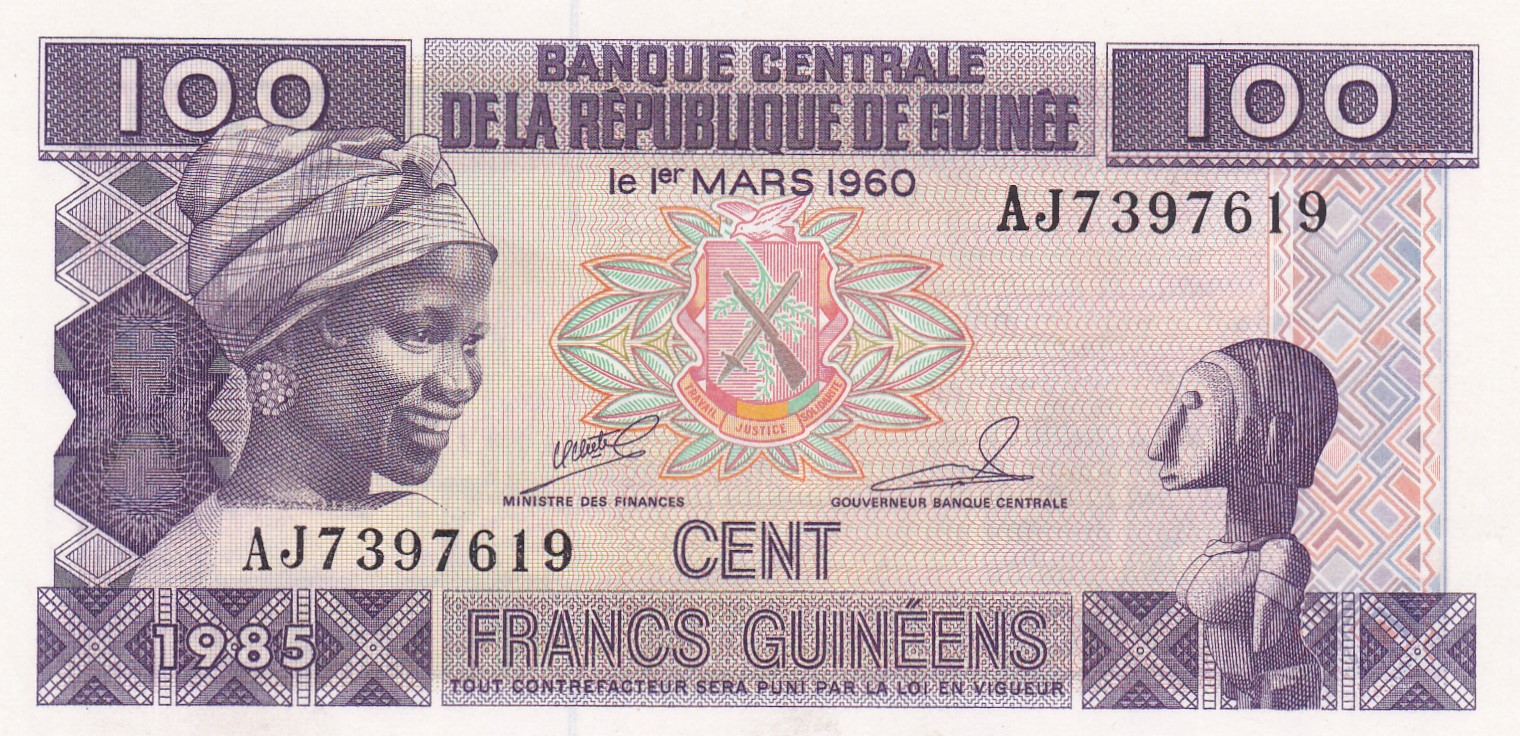 100
BANQUE CENTRALE
DE LA RÉPUBLIQUE DE GUINÉE
100
le 1er MARS 1960
AJ7397619
TRAVAIL JUSTICE SOLIDARITÉ
MINISTRE DES FINANCES
GOUVERNEUR BANQUE CENTRALE
AJ7397619
CENT
1985
FRANCS GUINÉENS
TOUT CONTREFACTEUR SERA PUNI PAR LA LOI EN VIGUEUR